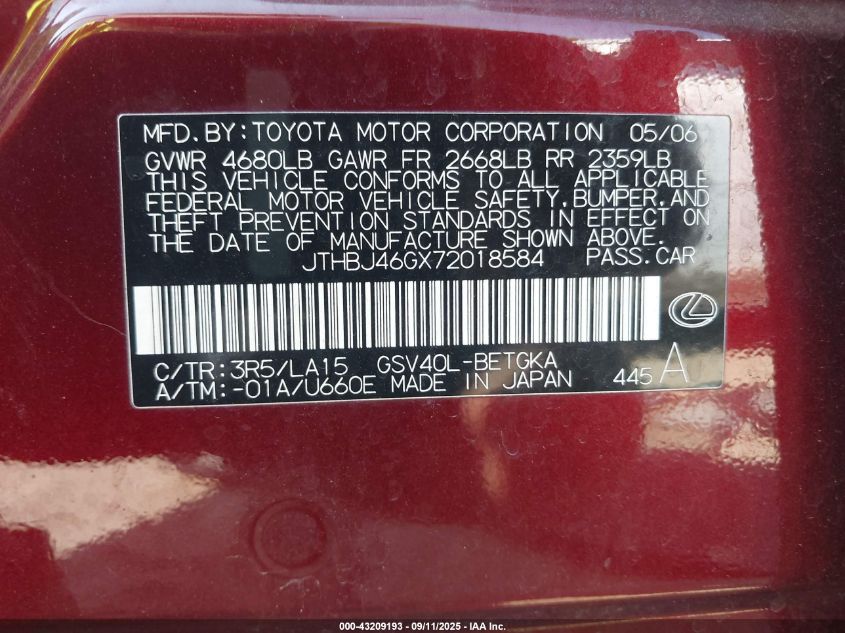 MFD. BY: TOYOTA MOTOR CORPORATION 05/06
GVWR 4680LB GAWR FR 2668LB RR 2359LB
THIS VEHICLE CONFORMS TO ALL APPLICABLE
FEDERAL MOTOR VEHICLE SAFETY, BUMPER, AND
THEFT PREVENTION STANDARDS IN EFFECT ON
THE DATE OF MANUFACTURE SHOWN ABOVE.
JTHBJ46GX72018584 PASS. CAR
C/TR: 3R5/LA15 GSV40L-BETGKA
A/TM: -01A/U660E MADE IN JAPAN 445 A
000-43209193 - 09/11/2025 - IAA Inc.